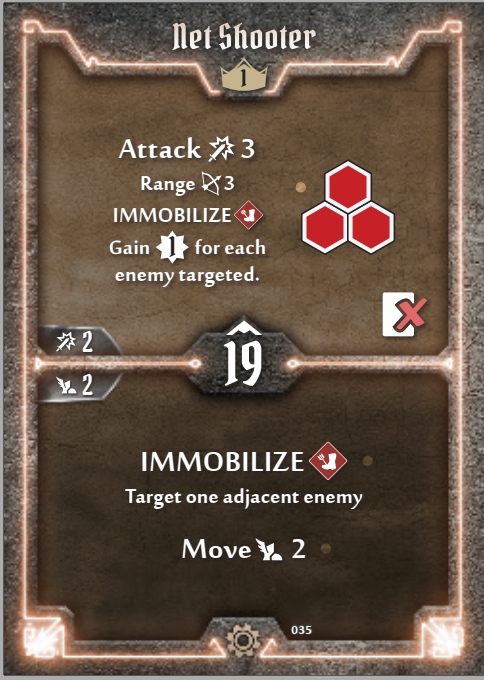 Net Shooter
1
Attack 3
Range 3
IMMOBILIZE
Gain 1 for each
enemy targeted.
2
19
2
IMMOBILIZE
Target one adjacent enemy
Move 2
035